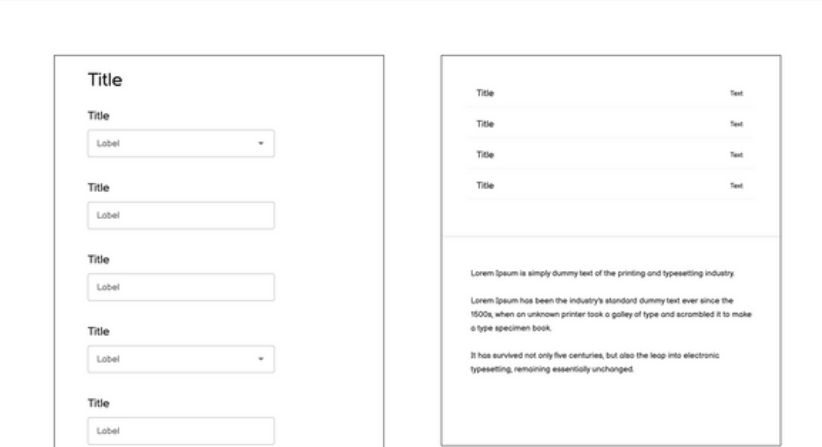 Title
Title
Label
Title
Label
Title
Label
Title
Label
Title
Label
Title Text
Title Text
Title Text
Title Text
Lorem Ipsum is simply dummy text of the printing and typesetting industry.
Lorem Ipsum has been the industry's standard dummy text ever since the
1500s, when an unknown printer took a galley of type and scrambled it to make
a type specimen book.
It has survived not only five centuries, but also the leap into electronic
typesetting, remaining essentially unchanged.